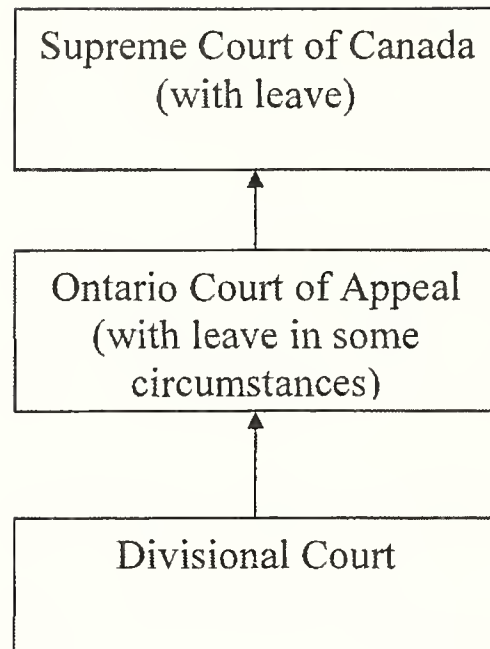 Supreme Court of Canada
(with leave)
Ontario Court of Appeal
(with leave in some
circumstances)
Divisional Court